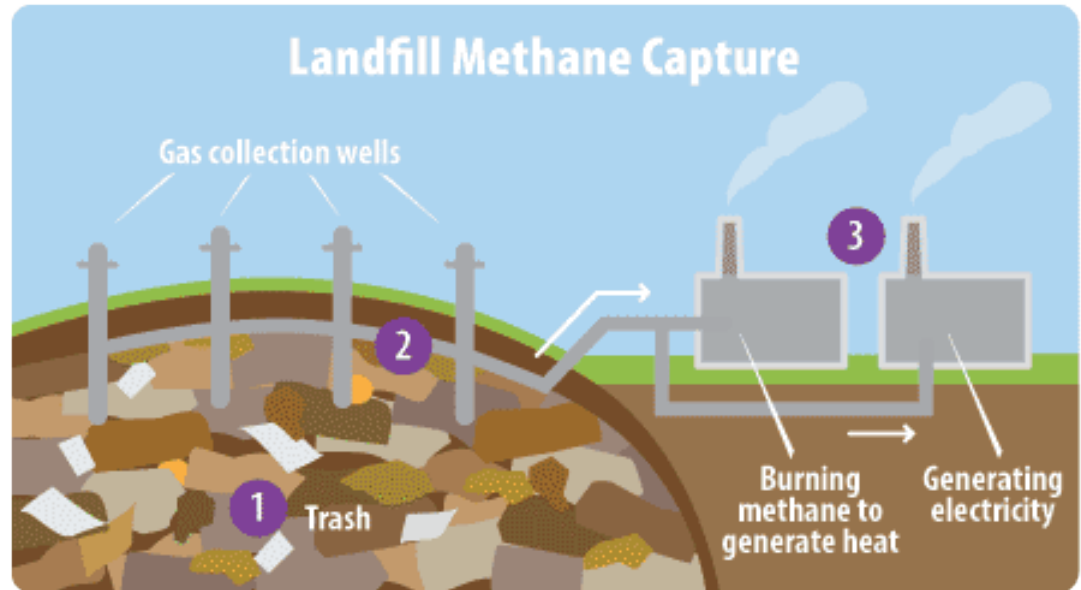 Landfill Methane Capture
Gas collection wells
3
2
1
Trash
Burning
methane to
generate heat
Generating
electricity